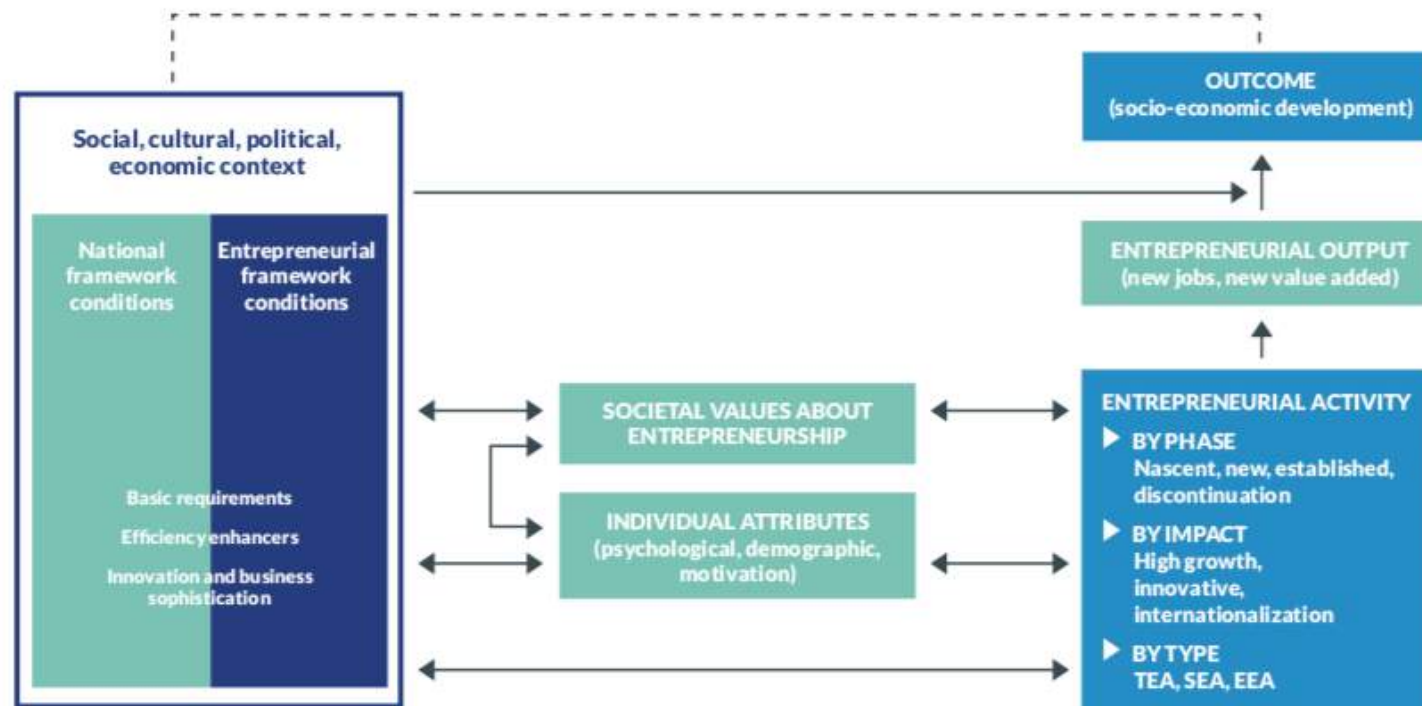 Social, cultural, political,
economic context
National
framework
conditions
Entrepreneurial
framework
conditions
Basic requirements
Efficiency enhancers
Innovation and business
sophistication
SOCIETAL VALUES ABOUT
ENTREPRENEURSHIP
INDIVIDUAL ATTRIBUTES
(psychological, demographic,
motivation)
OUTCOME
(socio-economic development)
ENTREPRENEURIAL OUTPUT
(new jobs, new value added)
ENTREPRENEURIAL ACTIVITY
BY PHASE
Nascent, new, established,
discontinuation
BY IMPACT
High growth,
innovative,
internationalization
BY TYPE
TEA, SEA, EEA